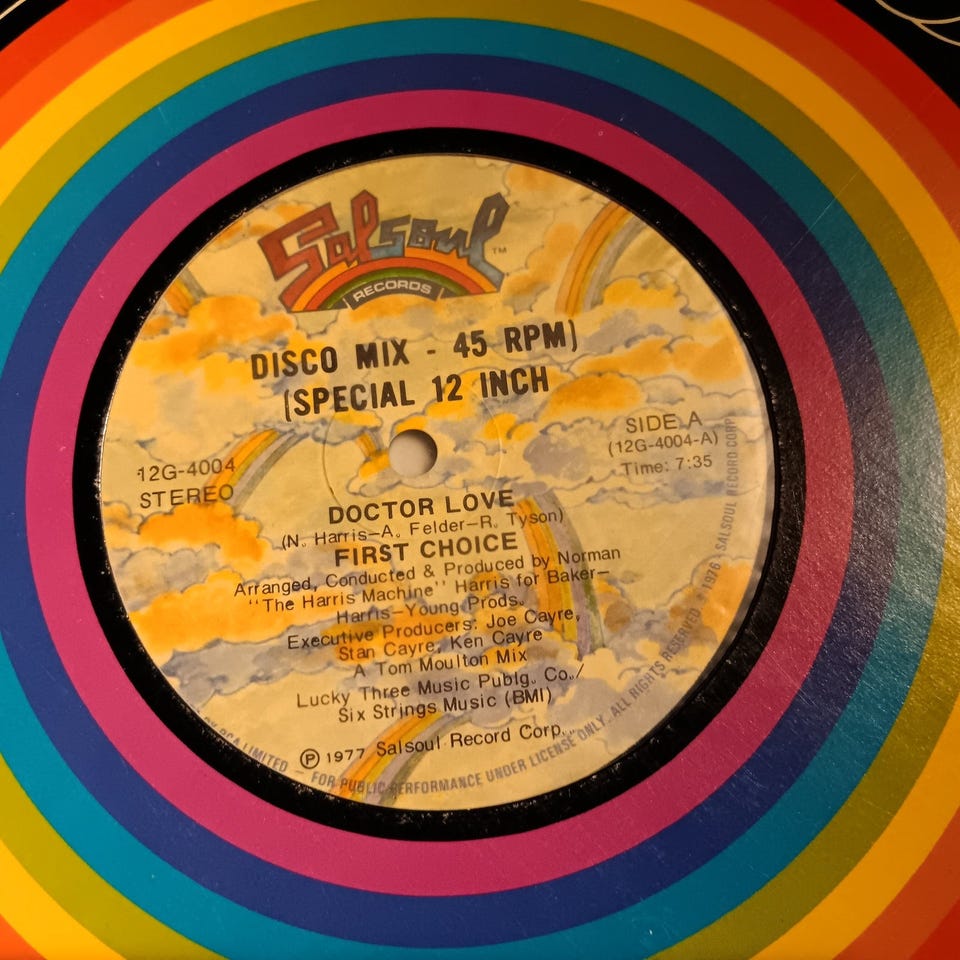 Salsoul ™
RECORDS
DISCO MIX - 45 RPM)
(SPECIAL 12 INCH
12G-4004
STEREO
SIDE A
(12G-4004-A)
Time: 7:35
DOCTOR LOVE
(N. Harris—A. Felder—R. Tyson)
FIRST CHOICE
Arranged, Conducted & Produced by Norman
"The Harris Machine" Harris for Baker—
Harris—Young Prods.
Executive Producers: Joe Cayre,
Stan Cayre, Ken Cayre
A Tom Moulton Mix
Lucky Three Music Publg. Co./
Six Strings Music (BMI)
Ⓟ 1977 Salsoul Record Corp.
RCA LIMITED — FOR PUBLIC PERFORMANCE UNDER LICENSE ONLY. ALL RIGHTS RESERVED 1976 SALSOUL RECORD CORP